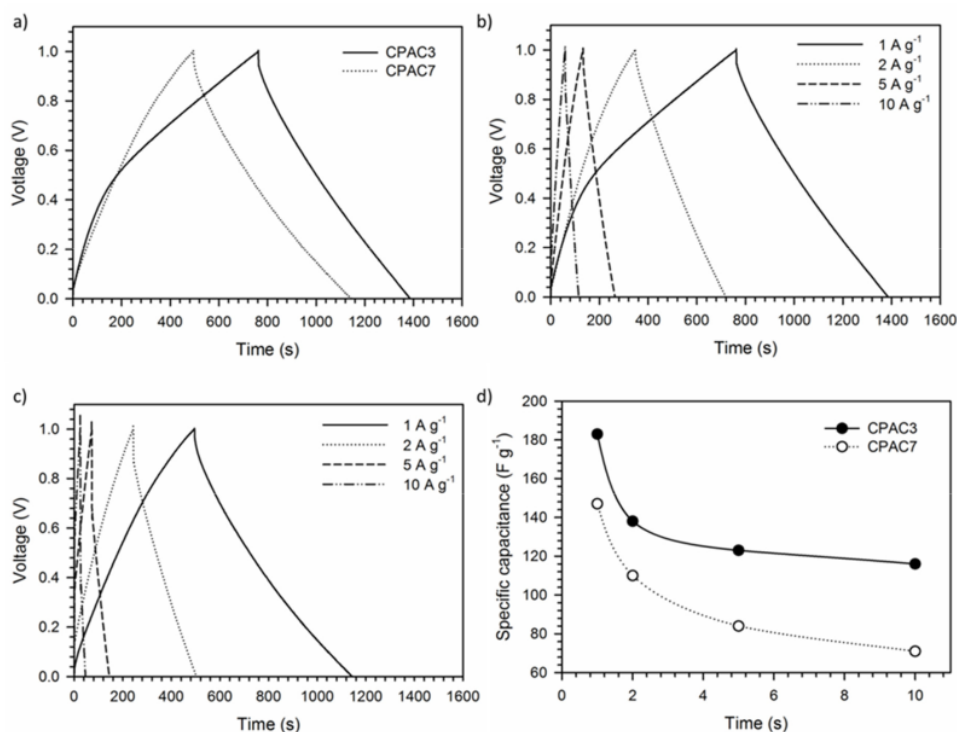 a)
CPAC3
CPAC7
Votlage (V)
1.0
0.8
0.6
0.4
0.2
0.0
0 200 400 600 800 1000 1200 1400 1600
Time (s)
b)
1 A g⁻¹
2 A g⁻¹
5 A g⁻¹
10 A g⁻¹
Voltage (V)
1.0
0.8
0.6
0.4
0.2
0.0
0 200 400 600 800 1000 1200 1400 1600
Time (s)
c)
1 A g⁻¹
2 A g⁻¹
5 A g⁻¹
10 A g⁻¹
Voltage (V)
1.0
0.8
0.6
0.4
0.2
0.0
0 200 400 600 800 1000 1200 1400 1600
Time (s)
d)
CPAC3
CPAC7
Specific capacitance (F g⁻¹)
200
180
160
140
120
100
80
60
0 2 4 6 8 10
Time (s)